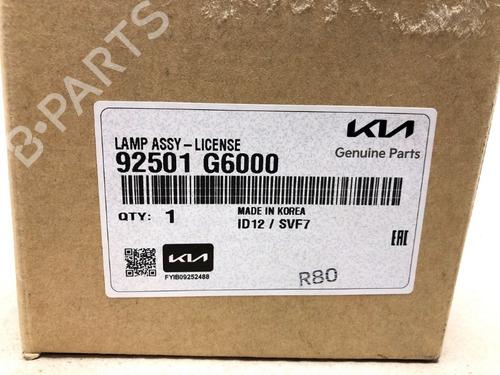 B-PARTS
LAMP ASSY-LICENSE
92501 G6000
KIA
Genuine Parts
QTY: 1
MADE IN KOREA
ID12 / SVF7
EAC
KIA
FYIB09252488
R80